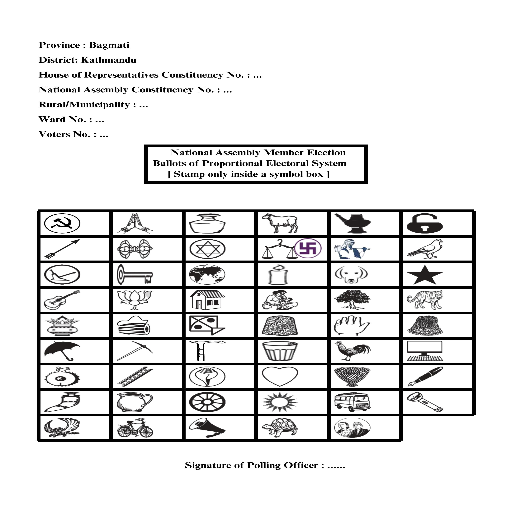 Province : Bagmati
District: Kathmandu
House of Representatives Constituency No. : ...
National Assembly Constituency No. : ...
Rural/Municipality : ...
Ward No. : ...
Voters No. : ...
National Assembly Member Election
Ballots of Proportional Electoral System
[ Stamp only inside a symbol box ]
Signature of Polling Officer : ......